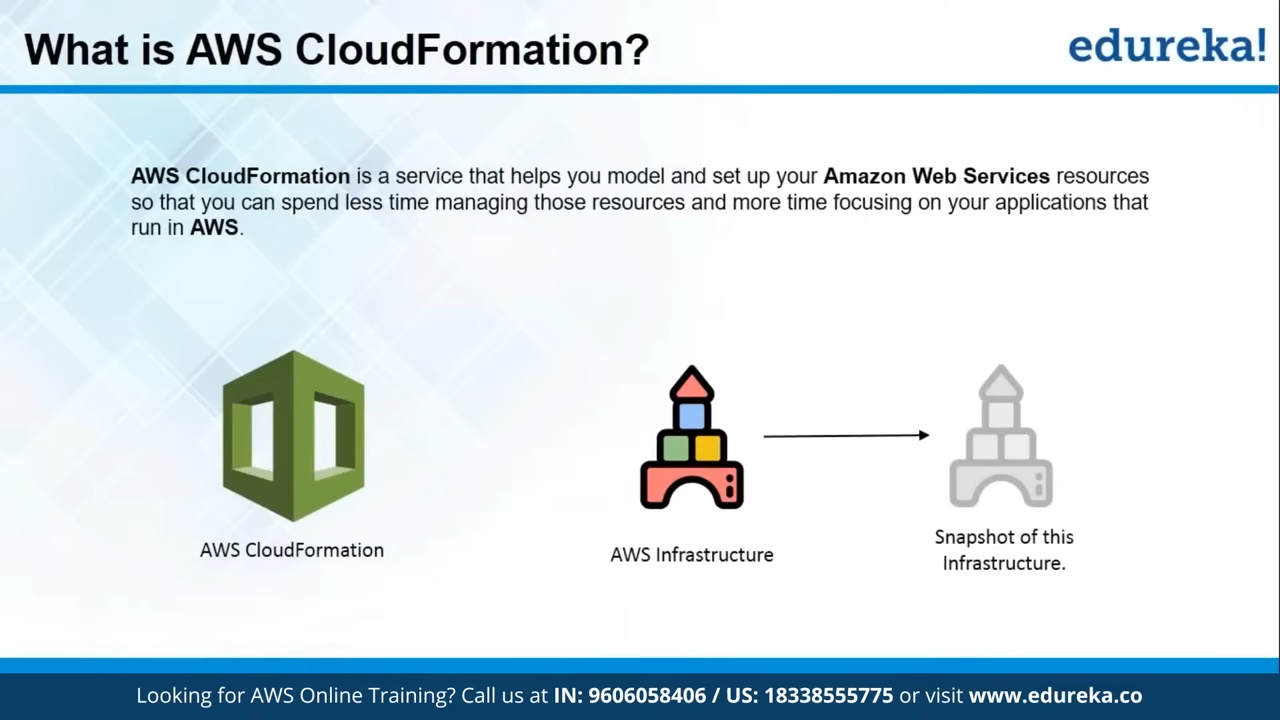 What is AWS CloudFormation?
edureka!
AWS CloudFormation is a service that helps you model and set up your Amazon Web Services resources
so that you can spend less time managing those resources and more time focusing on your applications that
run in AWS.
AWS CloudFormation
AWS Infrastructure
Snapshot of this
Infrastructure.
Looking for AWS Online Training? Call us at IN: 9606058406 / US: 18338555775 or visit www.edureka.co